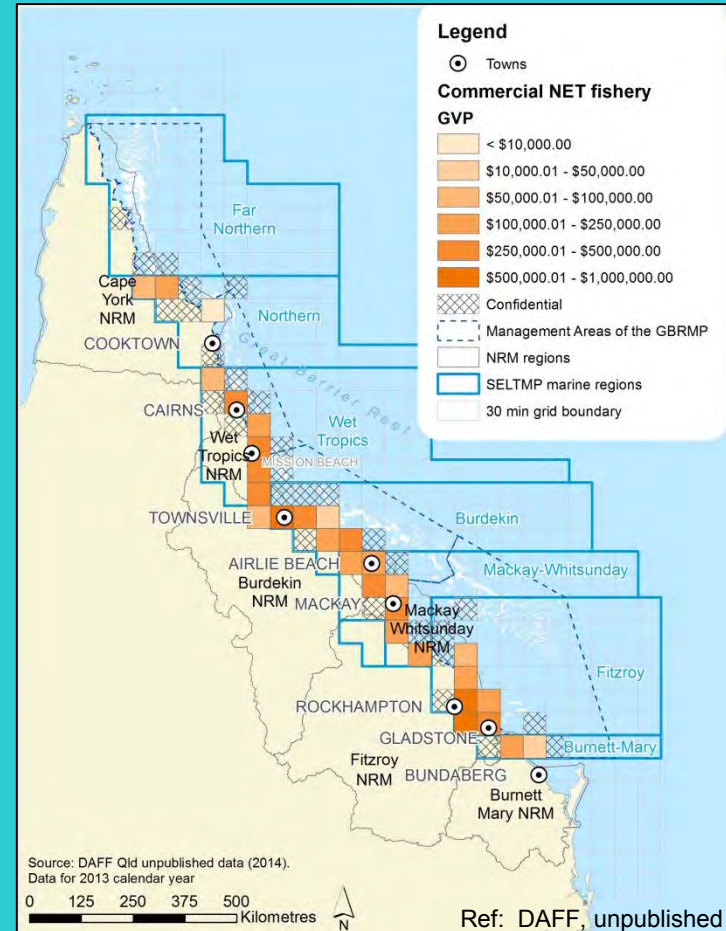 Legend
Towns
Commercial NET fishery
GVP
< $10,000.00
$10,000.01 - $50,000.00
$50,000.01 - $100,000.00
$100,000.01 - $250,000.00
$250,000.01 - $500,000.00
$500,000.01 - $1,000,000.00
Confidential
Management Areas of the GBRMP
NRM regions
SELTMP marine regions
30 min grid boundary
Far
Northern
Cape
York
NRM
Northern
COOKTOWN
Great Barrier Reef
CAIRNS
Wet
Tropics
Wet
Tropics
NRM
MISSION BEACH
TOWNSVILLE
Burdekin
AIRLIE BEACH
Mackay-Whitsunday
Burdekin
NRM
MACKAY
Mackay
Whitsunday
NRM
Fitzroy
ROCKHAMPTON
GLADSTONE
Burnett-Mary
Fitzroy
NRM
BUNDABERG
Burnett
Mary NRM
Source: DAFF Qld unpublished data (2014).
Data for 2013 calendar year
0 125 250 375 500
Kilometres
N
Ref: DAFF, unpublished